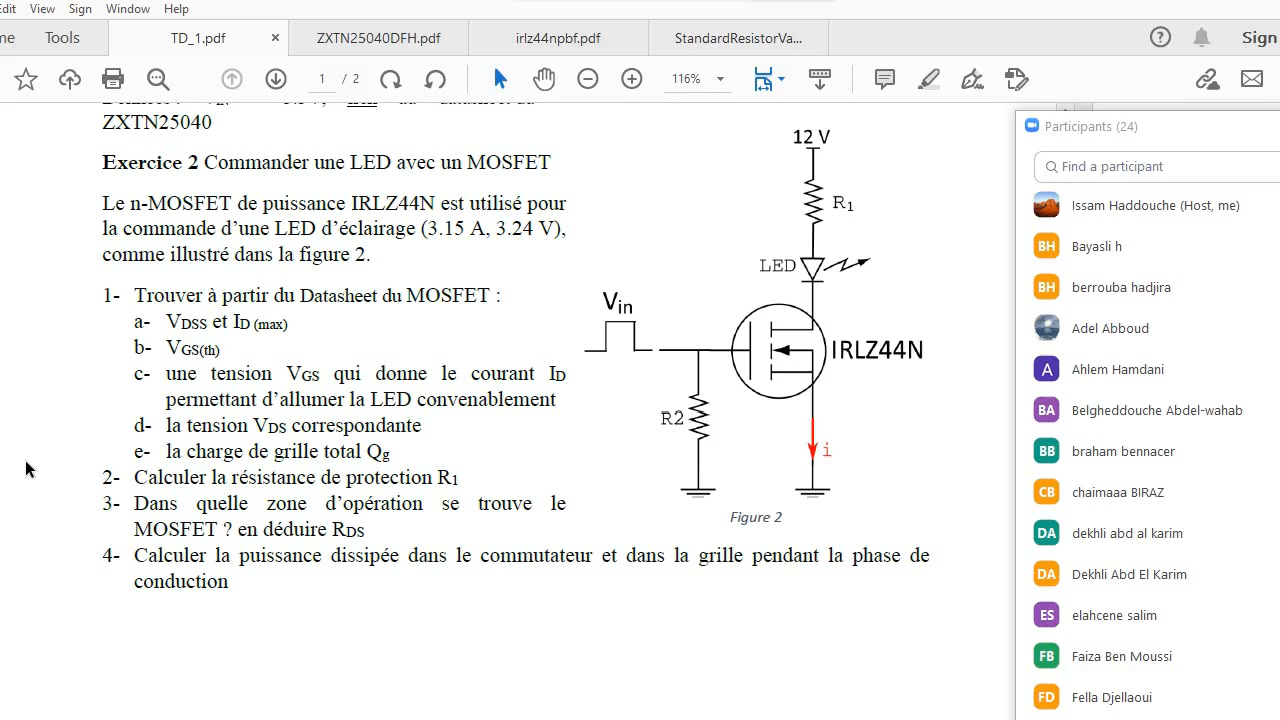 Edit View Sign Window Help
me Tools TD_1.pdf × ZXTN25040DFH.pdf irlz44npbf.pdf StandardResistorVa... Sign
1 / 2 116%
ZXTN25040
Exercice 2 Commander une LED avec un MOSFET
Le n-MOSFET de puissance IRLZ44N est utilisé pour
la commande d’une LED d’éclairage (3.15 A, 3.24 V),
comme illustré dans la figure 2.
1- Trouver à partir du Datasheet du MOSFET :
a- VDSS et ID (max)
b- VGS(th)
c- une tension VGS qui donne le courant ID
permettant d’allumer la LED convenablement
d- la tension VDS correspondante
e- la charge de grille total Qg
2- Calculer la résistance de protection R1
3- Dans quelle zone d’opération se trouve le
MOSFET ? en déduire RDS
4- Calculer la puissance dissipée dans le commutateur et dans la grille pendant la phase de
conduction
12 V
R1
LED
Vin
IRLZ44N
R2
i
Figure 2
Participants (24)
Find a participant
Issam Haddouche (Host, me)
BH Bayasli h
BH berrouba hadjira
Adel Abboud
A Ahlem Hamdani
BA Belgheddouche Abdel-wahab
BB braham bennacer
CB chaimaaa BIRAZ
DA dekhli abd al karim
DA Dekhli Abd El Karim
ES elahcene salim
FB Faiza Ben Moussi
FD Fella Djellaoui